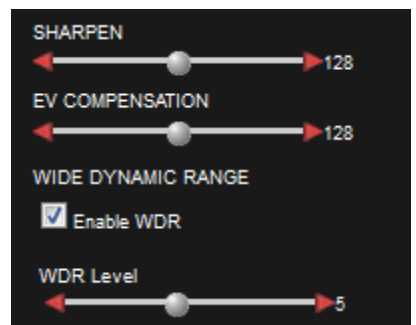 SHARPEN
128
EV COMPENSATION
128
WIDE DYNAMIC RANGE
Enable WDR
WDR Level
5